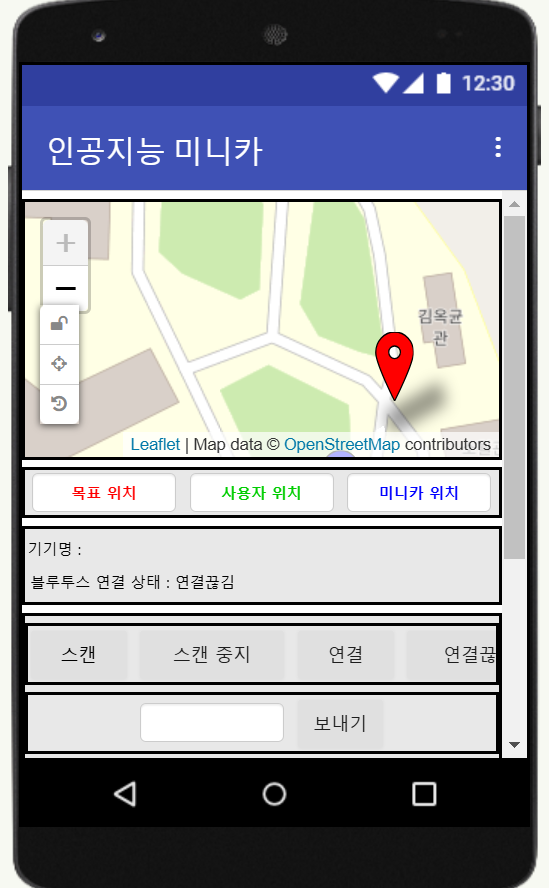 12:30
인공지능 미니카
김옥균
관
Leaflet | Map data © OpenStreetMap contributors
목표 위치 사용자 위치 미니카 위치
기기명 :
블루투스 연결 상태 : 연결끊김
스캔 스캔 중지 연결 연결끊
보내기